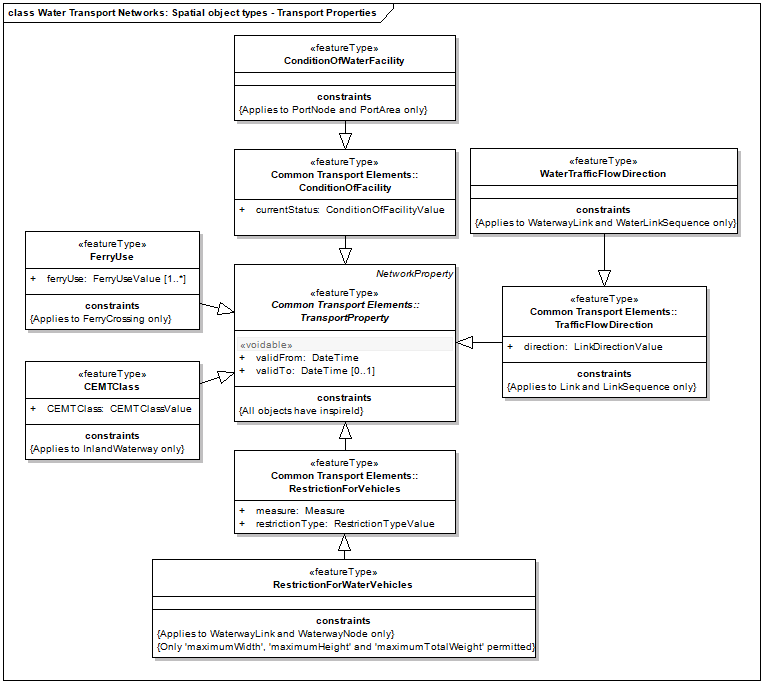 class Water Transport Networks: Spatial object types - Transport Properties
«featureType»
ConditionOfWaterFacility
constraints
{Applies to PortNode and PortArea only}
«featureType»
Common Transport Elements::
ConditionOfFacility
+ currentStatus: ConditionOfFacilityValue
«featureType»
WaterTrafficFlowDirection
constraints
{Applies to WaterwayLink and WaterLinkSequence only}
«featureType»
FerryUse
+ ferryUse: FerryUseValue [1..*]
constraints
{Applies to FerryCrossing only}
NetworkProperty
«featureType»
Common Transport Elements::
TransportProperty
«voidable»
+ validFrom: DateTime
+ validTo: DateTime [0..1]
constraints
{All objects have inspireId}
«featureType»
Common Transport Elements::
TrafficFlowDirection
+ direction: LinkDirectionValue
constraints
{Applies to Link and LinkSequence only}
«featureType»
CEMTClass
+ CEMTClass: CEMTClassValue
constraints
{Applies to InlandWaterway only}
«featureType»
Common Transport Elements::
RestrictionForVehicles
+ measure: Measure
+ restrictionType: RestrictionTypeValue
«featureType»
RestrictionForWaterVehicles
constraints
{Applies to WaterwayLink and WaterwayNode only}
{Only 'maximumWidth', 'maximumHeight' and 'maximumTotalWeight' permitted}